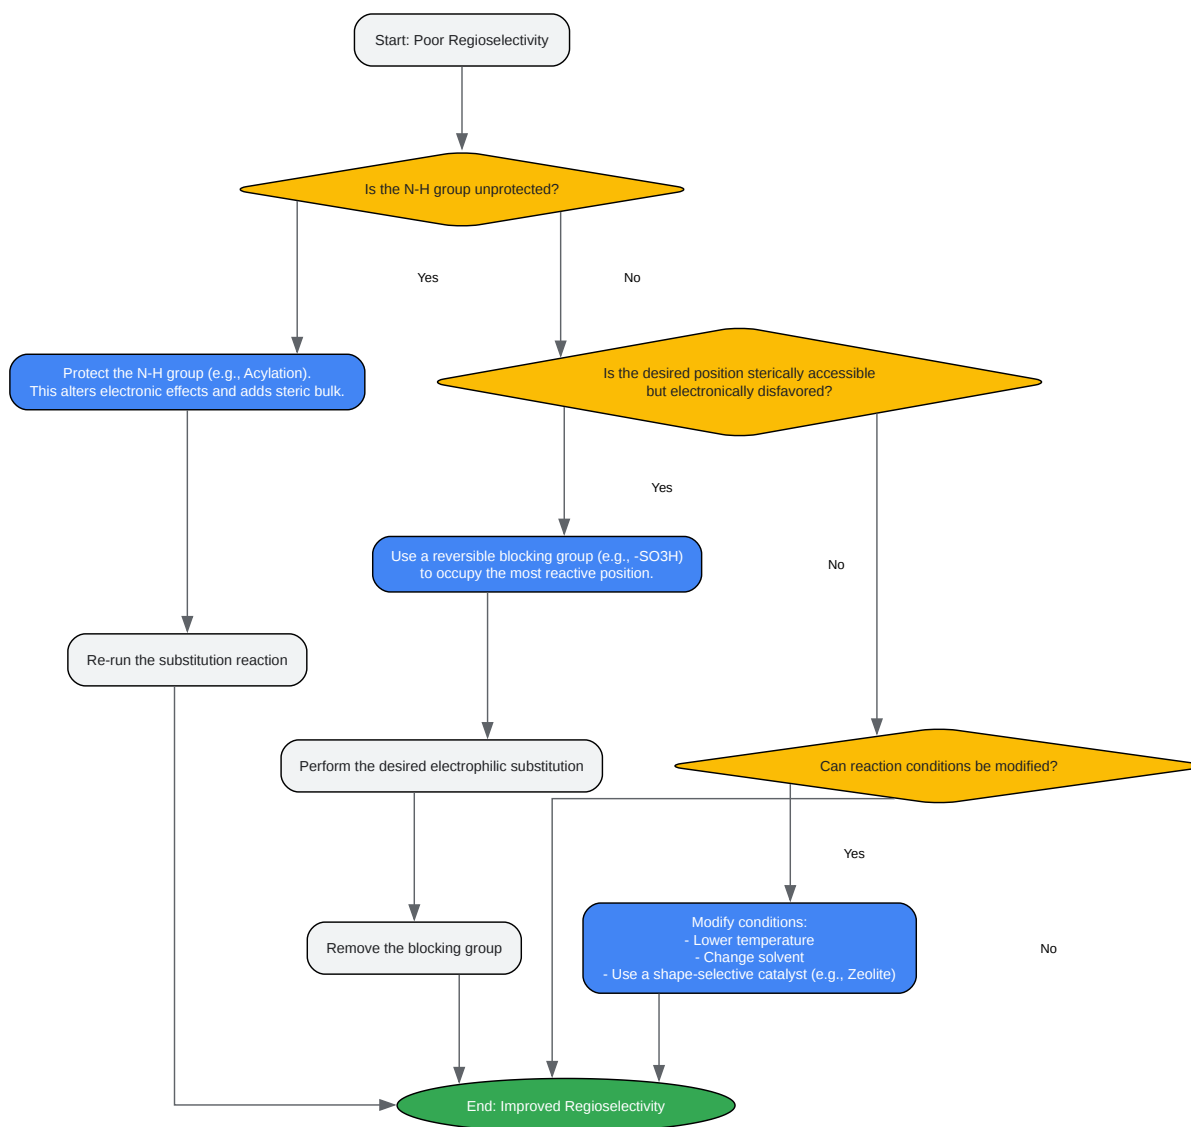 Start: Poor Regioselectivity
Is the N-H group unprotected?
Yes
No
Protect the N-H group (e.g., Acylation).
This alters electronic effects and adds steric bulk.
Is the desired position sterically accessible
but electronically disfavored?
Yes
Use a reversible blocking group (e.g., -SO3H)
to occupy the most reactive position.
No
Re-run the substitution reaction
Perform the desired electrophilic substitution
Can reaction conditions be modified?
Yes
Remove the blocking group
Modify conditions:
- Lower temperature
- Change solvent
- Use a shape-selective catalyst (e.g., Zeolite)
No
End: Improved Regioselectivity